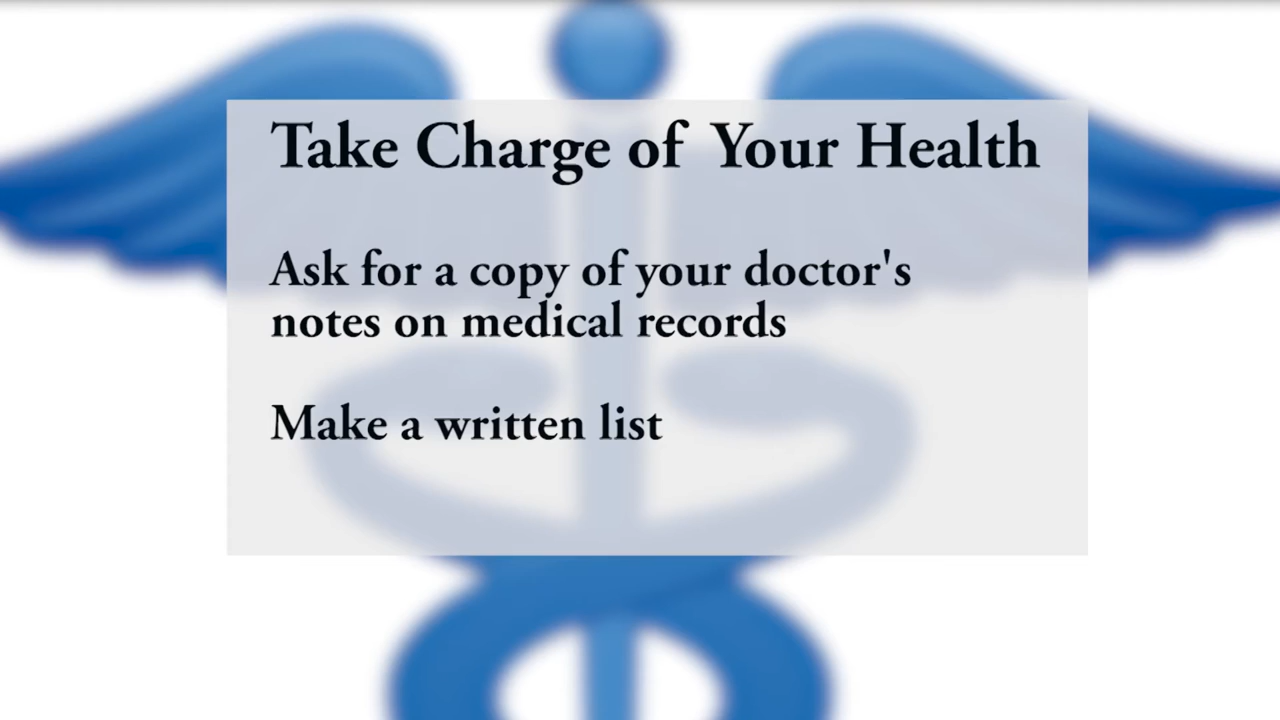 Take Charge of Your Health
Ask for a copy of your doctor's
notes on medical records
Make a written list